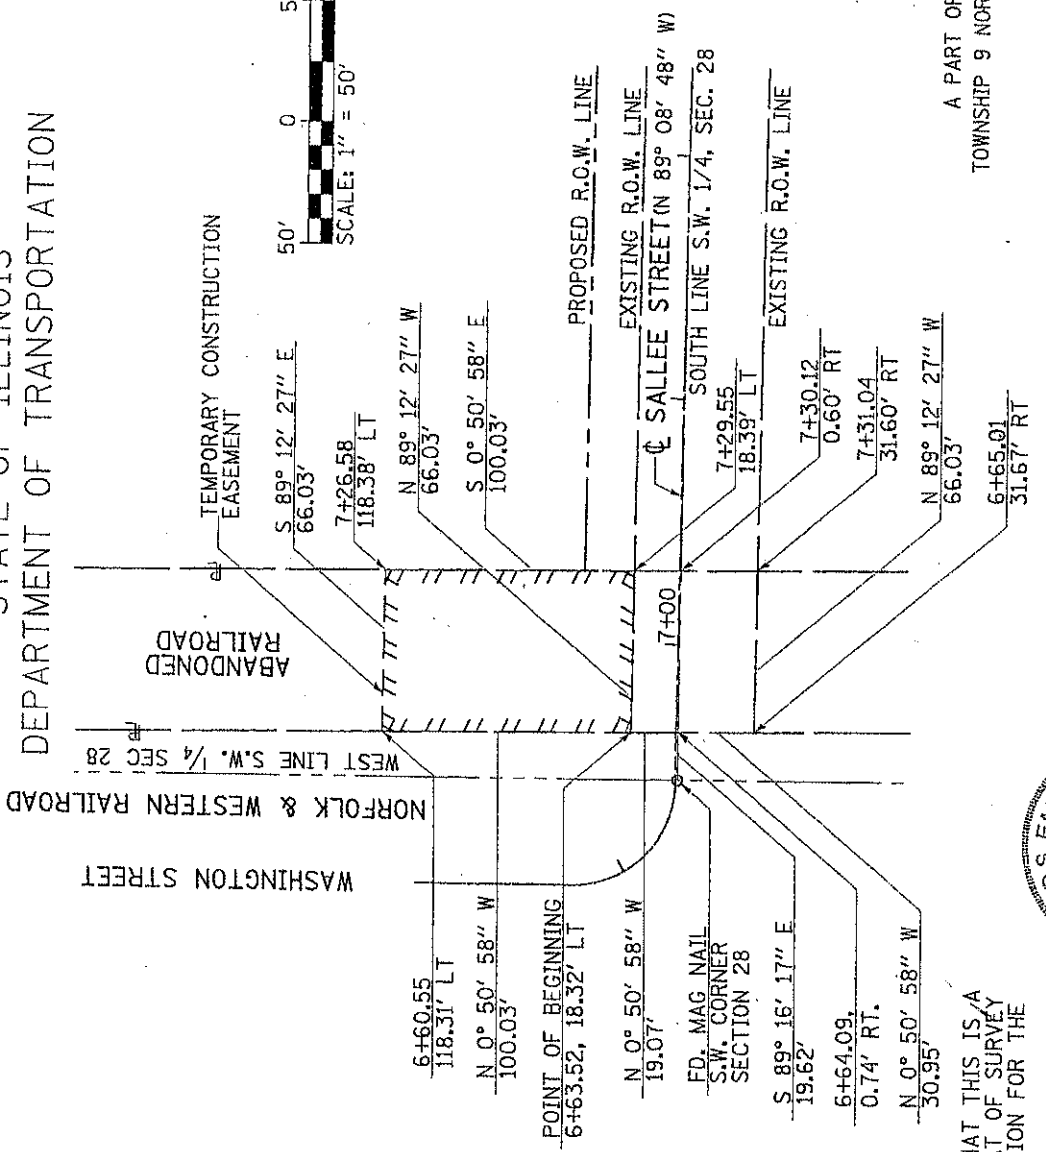 STATE OF ILLINOIS
DEPARTMENT OF TRANSPORTATION
50'
0
SCALE: 1" = 50'
TEMPORARY CONSTRUCTION
EASEMENT
S 89° 12' 27" E
66.03'
7+26.58
118.38' LT
N 89° 12' 27" W
66.03'
S 0° 50' 58" E
100.03'
PROPOSED R.O.W. LINE
EXISTING R.O.W. LINE
℄ SALLEE STREET (N 89° 08' 48" W)
SOUTH LINE S.W. 1/4, SEC. 28
EXISTING R.O.W. LINE
7+29.55
18.39' LT
7+30.12
0.60' RT
7+31.04
31.60' RT
N 89° 12' 27" W
66.03'
6+65.01
31.67' RT
ABANDONED
RAILROAD
17+00
WEST LINE S.W. 1/4 SEC 28
NORFOLK & WESTERN RAILROAD
WASHINGTON STREET
6+60.55
118.31' LT
N 0° 50' 58" W
100.03'
POINT OF BEGINNING
6+63.52, 18.32' LT
N 0° 50' 58" W
19.07'
FD. MAG NAIL
S.W. CORNER
SECTION 28
S 89° 16' 17" E
19.62'
6+64.09,
0.74' RT.
N 0° 50' 58" W
30.95'
A PART OF
TOWNSHIP 9 NOR
HAT THIS IS A
AT OF SURVEY
ION FOR THE